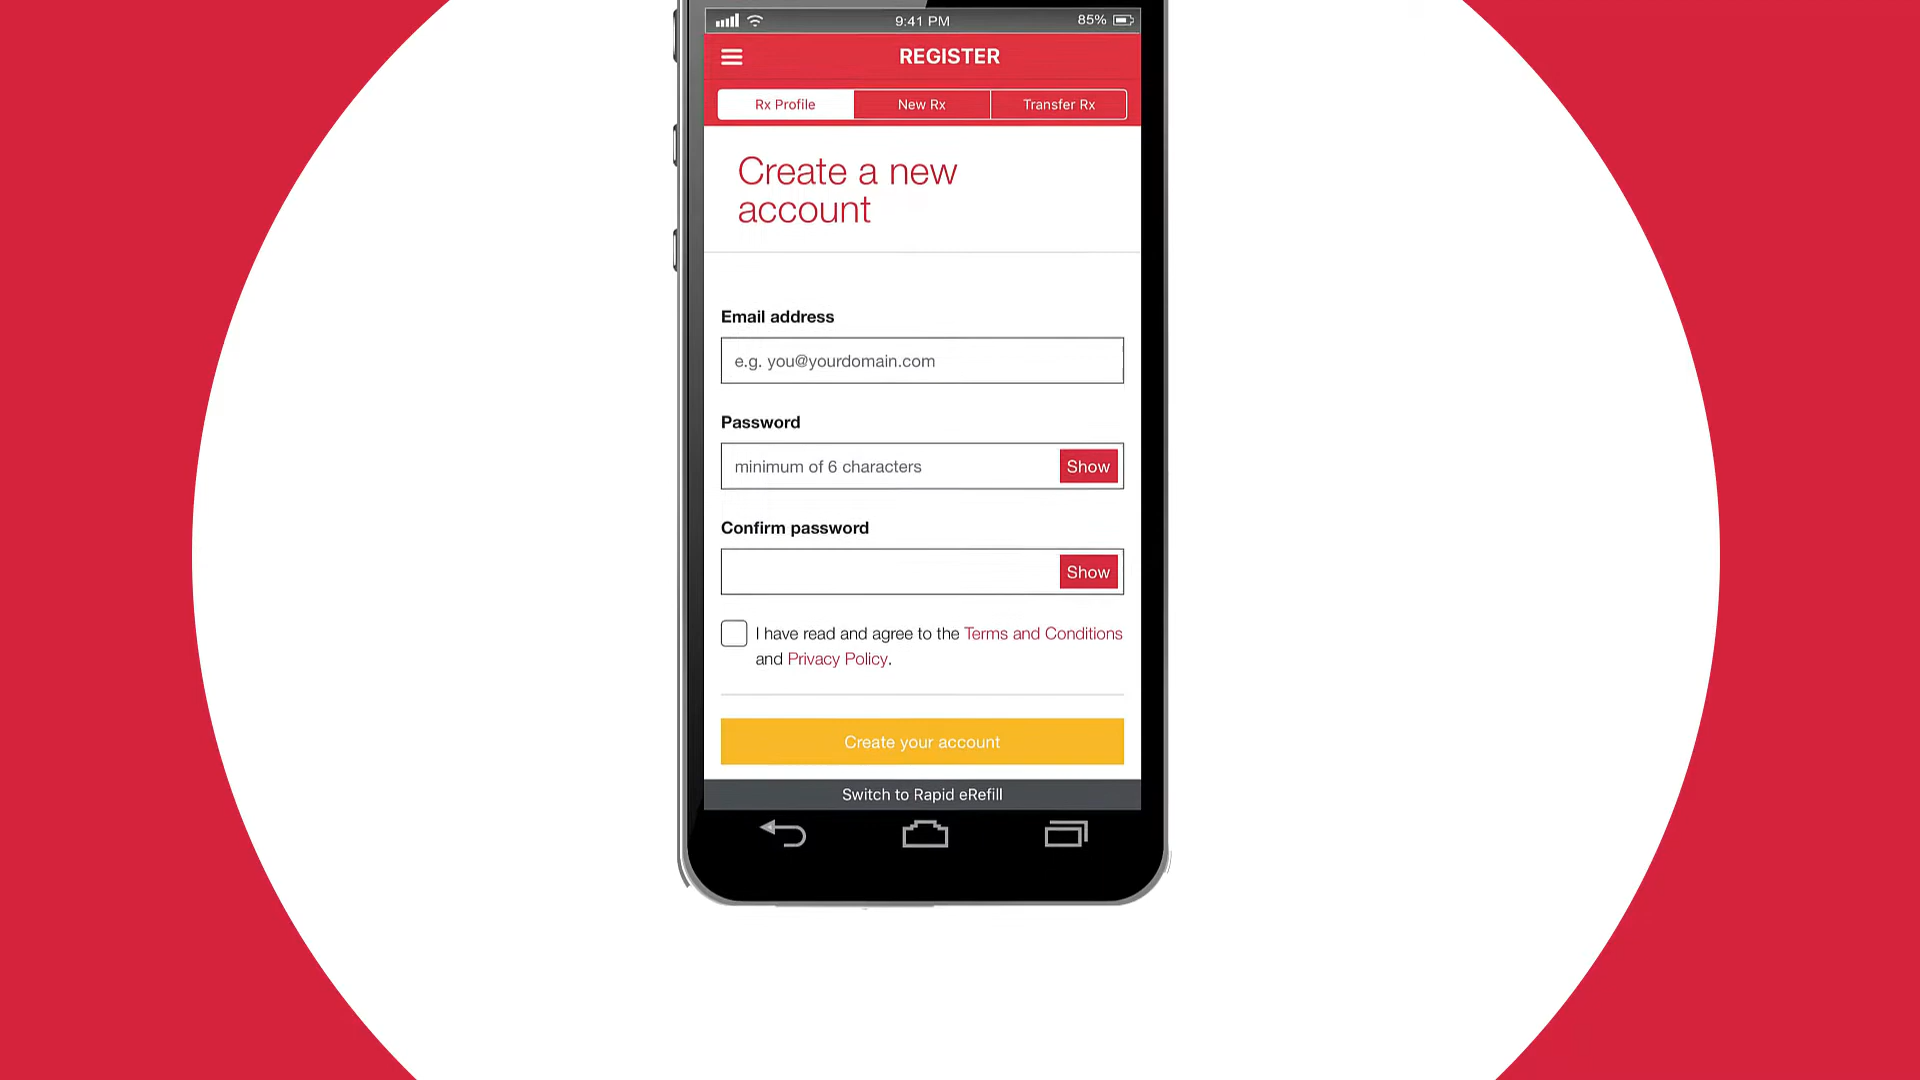 9:41 PM 85%
REGISTER
Rx Profile New Rx Transfer Rx
Create a new
account
Email address
e.g. you@yourdomain.com
Password
minimum of 6 characters Show
Confirm password
Show
I have read and agree to the Terms and Conditions
and Privacy Policy.
Create your account
Switch to Rapid eRefill